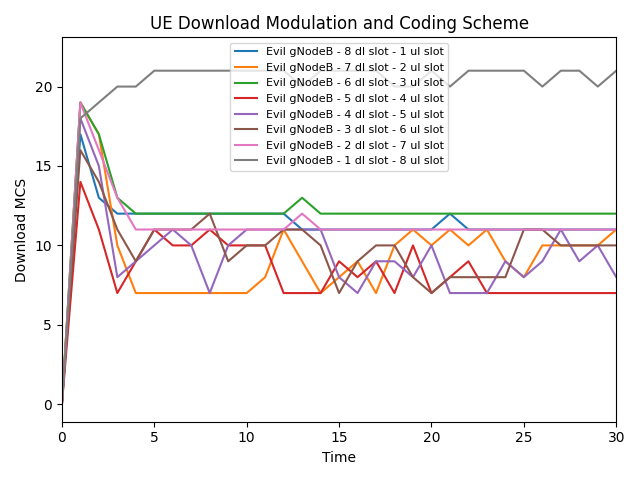 UE Download Modulation and Coding Scheme
Evil gNodeB - 8 dl slot - 1 ul slot
Evil gNodeB - 7 dl slot - 2 ul slot
Evil gNodeB - 6 dl slot - 3 ul slot
Evil gNodeB - 5 dl slot - 4 ul slot
Evil gNodeB - 4 dl slot - 5 ul slot
Evil gNodeB - 3 dl slot - 6 ul slot
Evil gNodeB - 2 dl slot - 7 ul slot
Evil gNodeB - 1 dl slot - 8 ul slot
Download MCS
20
15
10
5
0
0 5 10 15 20 25 30
Time